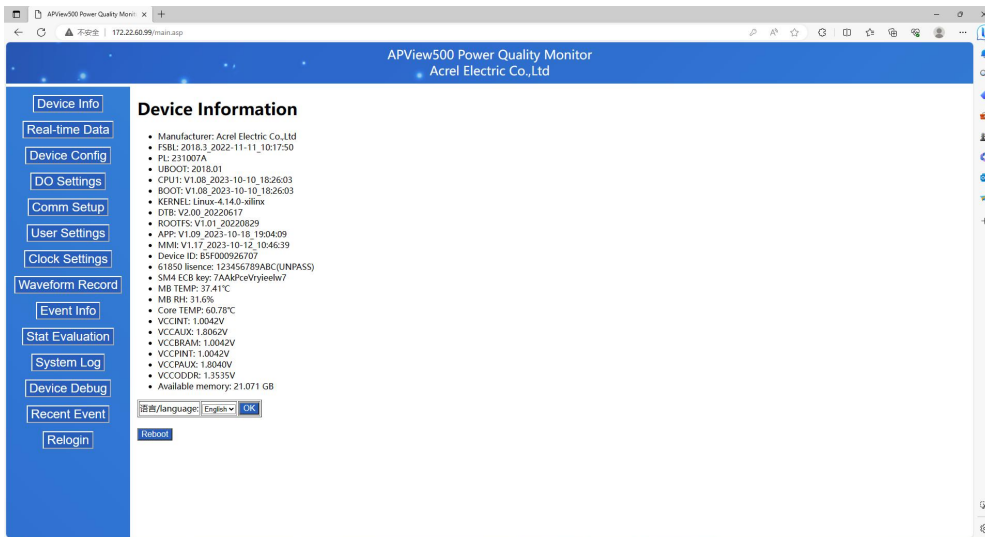 APView500 Power Quality Monit
不安全 | 172.22.60.99/main.asp
APView500 Power Quality Monitor
Acrel Electric Co.,Ltd
Device Info
Real-time Data
Device Config
DO Settings
Comm Setup
User Settings
Clock Settings
Waveform Record
Event Info
Stat Evaluation
System Log
Device Debug
Recent Event
Relogin
Device Information
Manufacturer: Acrel Electric Co.,Ltd
FSBL: 2018.3_2022-11-11_10:17:50
PL: 231007A
UBOOT: 2018.01
CPU1: V1.08_2023-10-10_18:26:03
BOOT: V1.08_2023-10-10_18:26:03
KERNEL: Linux-4.14.0-xilinx
DTB: V2.00_20220617
ROOTFS: V1.01_20220829
APP: V1.09_2023-10-18_19:04:09
MMI: V1.17_2023-10-12_10:46:39
Device ID: B5F000926707
61850 lisence: 123456789ABC(UNPASS)
SM4 ECB key: 7AAkPceVryieelw7
MB TEMP: 37.41℃
MB RH: 31.6%
Core TEMP: 60.78℃
VCCINT: 1.0042V
VCCAUX: 1.8062V
VCCBRAM: 1.0042V
VCCPINT: 1.0042V
VCCPAUX: 1.8040V
VCCODDR: 1.3535V
Available memory: 21.071 GB
语言/language: English OK
Reboot